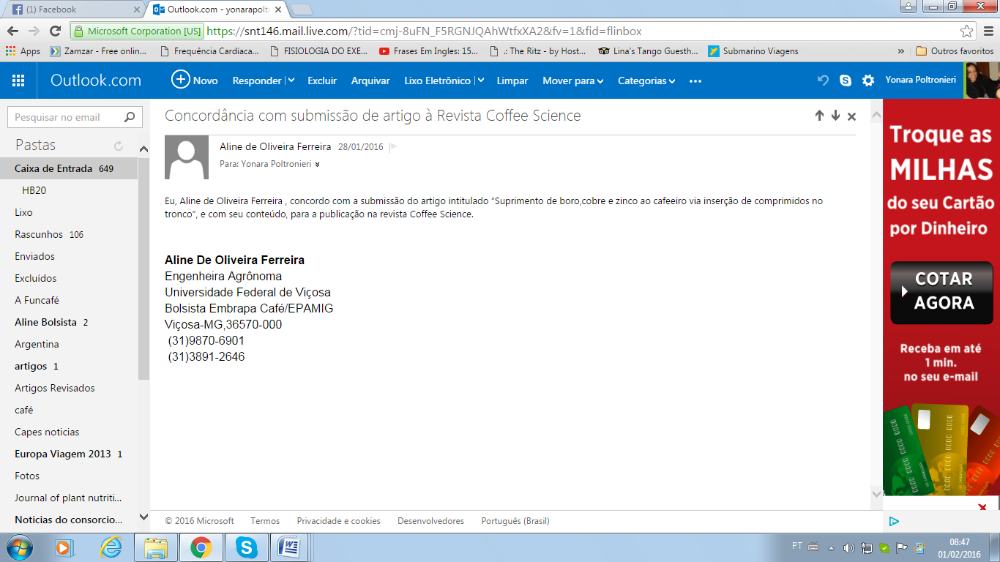 (1) Facebook
Outlook.com - yonarapolt
Microsoft Corporation [US]
https://snt146.mail.live.com/?tid=cmj-8uFN_F5RGNJQAhWtfxXA2&fv=1&fid=flinbox
Apps
Zamzar - Free onlin...
Frequência Cardíaca...
FISIOLOGIA DO EXE...
Frases Em Ingles: 15...
.: The Ritz - by Host...
Lina's Tango Guesth...
Submarino Viagens
»
Outros favoritos
Outlook.com
Novo
Responder
Excluir
Arquivar
Lixo Eletrônico
Limpar
Mover para
Categorias
Yonara Poltronieri
Pesquisar no email
Pastas
Caixa de Entrada 649
HB20
Lixo
Rascunhos 106
Enviados
Excluídos
A Funcafé
Aline Bolsista 2
Argentina
artigos 1
Artigos Revisados
café
Capes noticias
Europa Viagem 2013 1
Fotos
Journal of plant nutriti...
Noticias do consorcio...
Concordância com submissão de artigo à Revista Coffee Science
Aline de Oliveira Ferreira 28/01/2016
Para: Yonara Poltronieri
Eu, Aline de Oliveira Ferreira , concordo com a submissão do artigo intitulado “Suprimento de boro,cobre e zinco ao cafeeiro via inserção de comprimidos no
tronco”, e com seu conteúdo, para a publicação na revista Coffee Science.
Aline De Oliveira Ferreira
Engenheira Agrônoma
Universidade Federal de Viçosa
Bolsista Embrapa Café/EPAMIG
Viçosa-MG,36570-000
(31)9870-6901
(31)3891-2646
Troque as
MILHAS
do seu Cartão
por Dinheiro
COTAR
AGORA
Receba em até
1 min.
no seu e-mail
© 2016 Microsoft
Termos
Privacidade e cookies
Desenvolvedores
Português (Brasil)
PT
08:47
01/02/2016